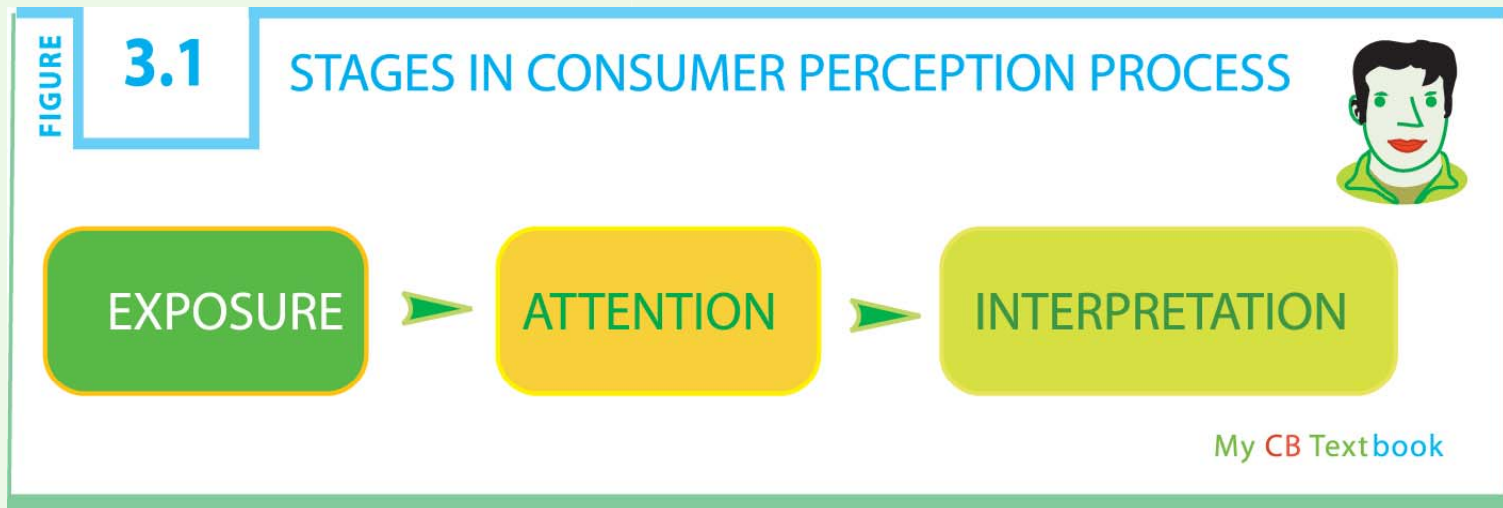 FIGURE
3.1
STAGES IN CONSUMER PERCEPTION PROCESS
EXPOSURE
ATTENTION
INTERPRETATION
My CB Textbook